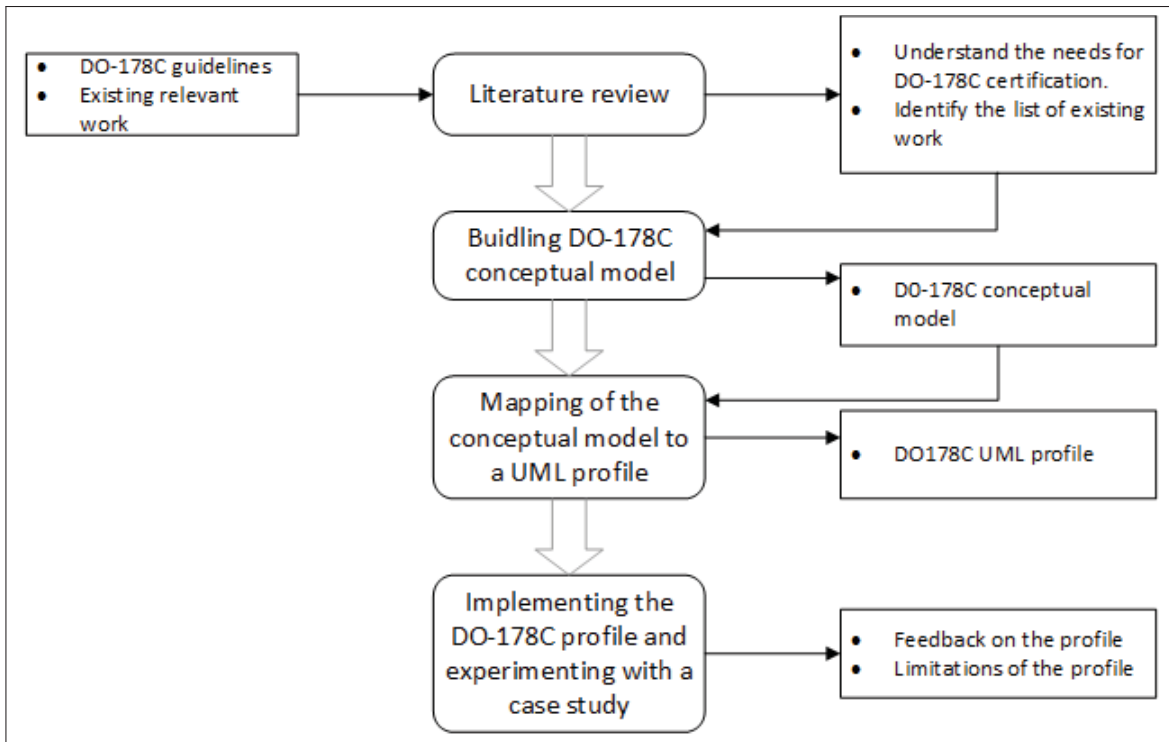 • DO-178C guidelines
• Existing relevant
work
Literature review
• Understand the needs for
DO-178C certification.
• Identify the list of existing
work
Buidling DO-178C
conceptual model
• D0-178C conceptual
model
Mapping of the
conceptual model to
a UML profile
• DO178C UML profile
Implementing the
DO-178C profile and
experimenting with a
case study
• Feedback on the profile
• Limitations of the profile